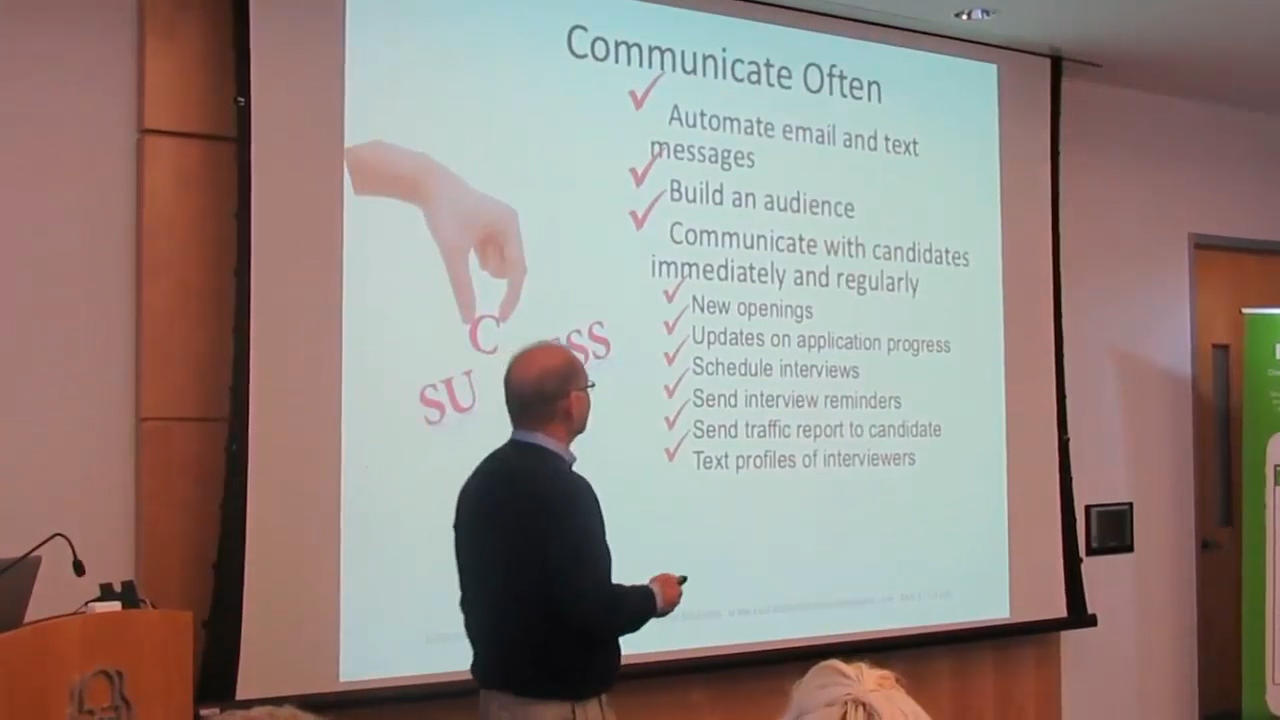 Communicate Often
Automate email and text
messages
Build an audience
Communicate with candidates
immediately and regularly
New openings
Updates on application progress
Schedule interviews
Send interview reminders
Send traffic report to candidate
Text profiles of interviewers
C
SS
SU